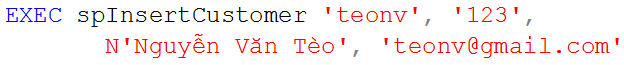 EXEC spInsertCustomer 'teonv', '123',
N'Nguyễn Văn Tèo', 'teonv@gmail.com'